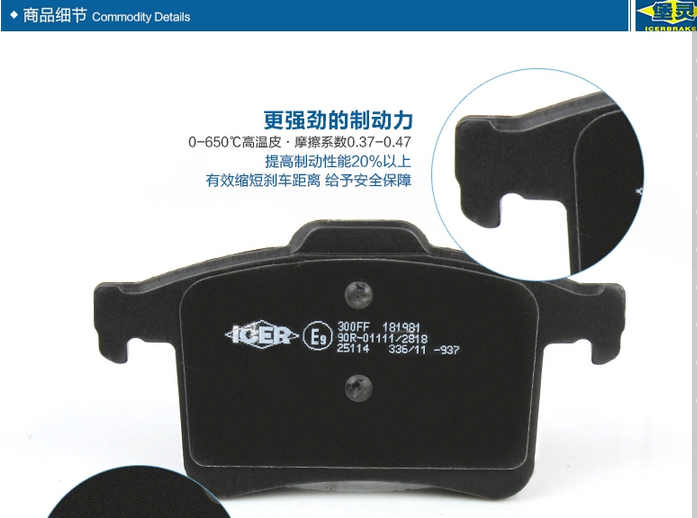 商品细节 Commodity Details
堡灵
ICERBRAKE
更强劲的制动力
0-650℃高温皮·摩擦系数0.37-0.47
提高制动性能20%以上
有效缩短刹车距离 给予安全保障
ICER E9 300FF 181981
90R-01111/2818
25114 336/11 -937